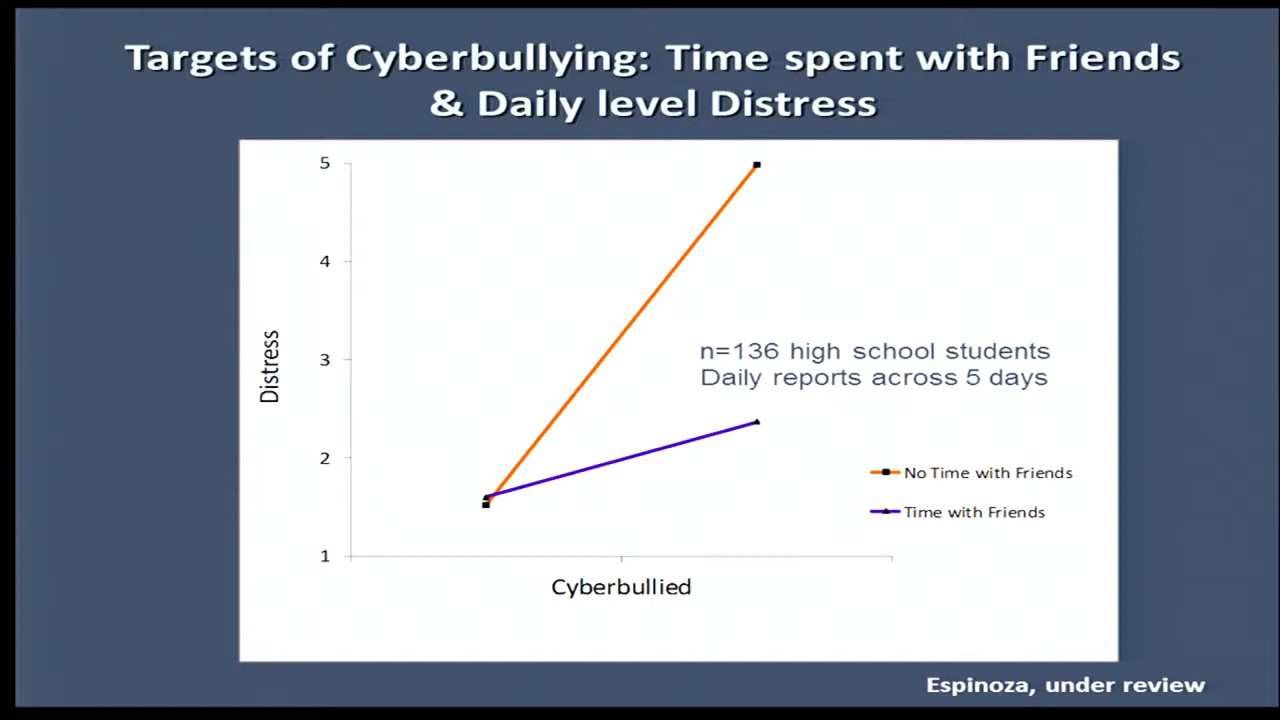 Targets of Cyberbullying: Time spent with Friends
& Daily level Distress
5
4
3
2
1
Distress
n=136 high school students
Daily reports across 5 days
No Time with Friends
Time with Friends
Cyberbullied
Espinoza, under review